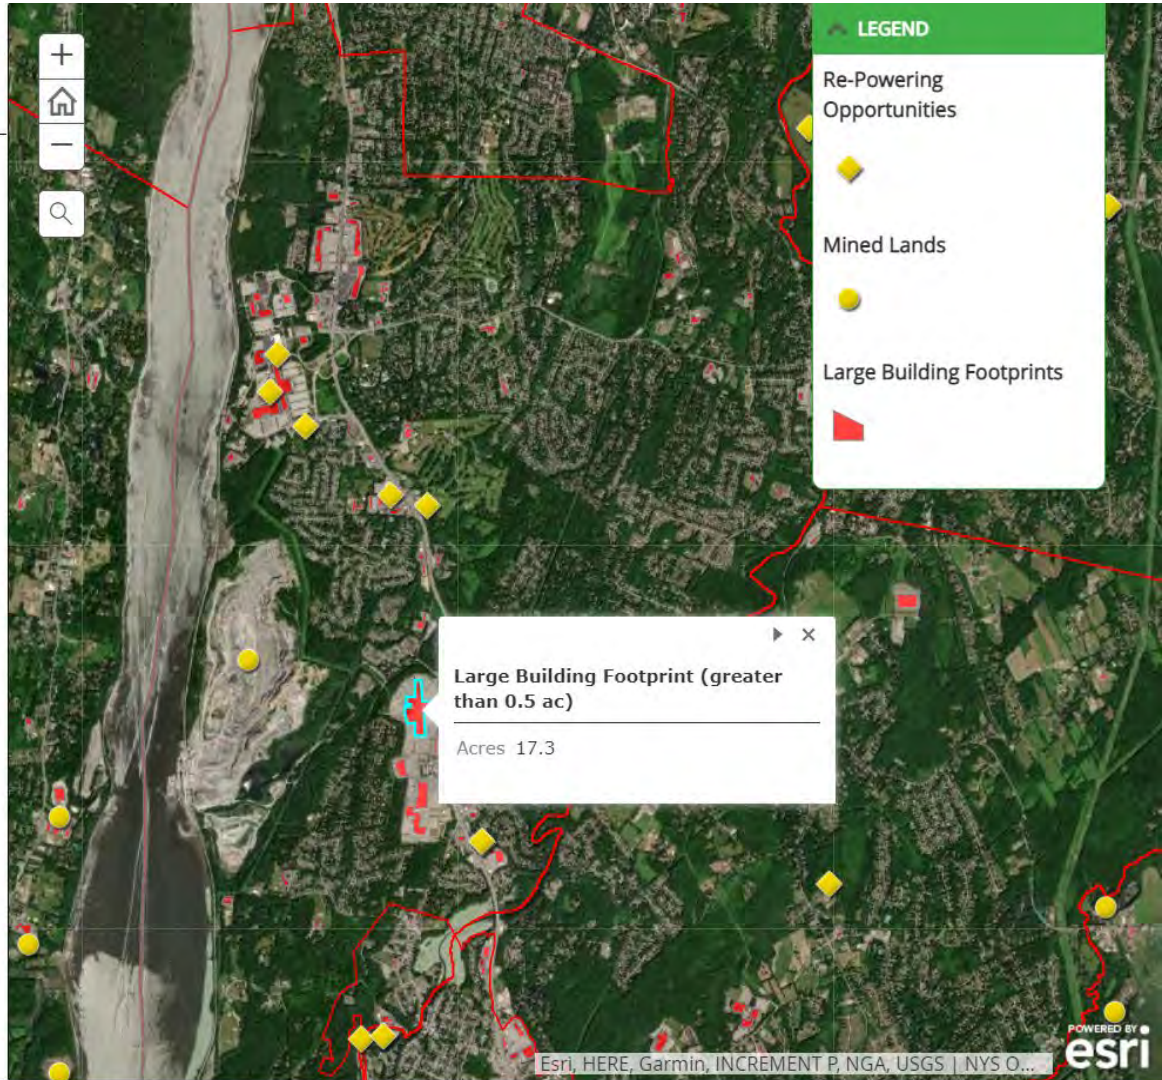 LEGEND
Re-Powering
Opportunities
Mined Lands
Large Building Footprints
Large Building Footprint (greater
than 0.5 ac)
Acres 17.3
POWERED BY
esri
Esri, HERE, Garmin, INCREMENT P, NGA, USGS | NYS O...